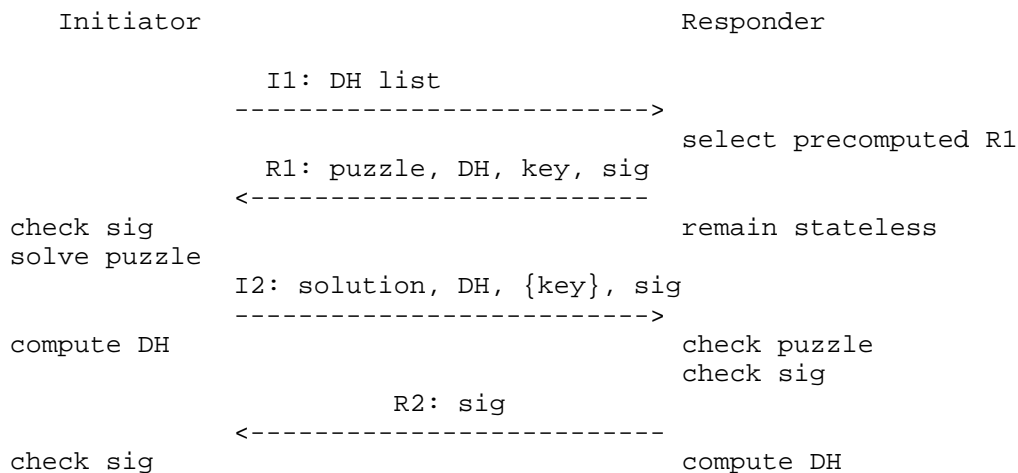 Initiator Responder
I1: DH list
-------------------------->
select precomputed R1
R1: puzzle, DH, key, sig
<-------------------------
check sig remain stateless
solve puzzle
I2: solution, DH, {key}, sig
-------------------------->
compute DH check puzzle
check sig
R2: sig
<--------------------------
check sig compute DH